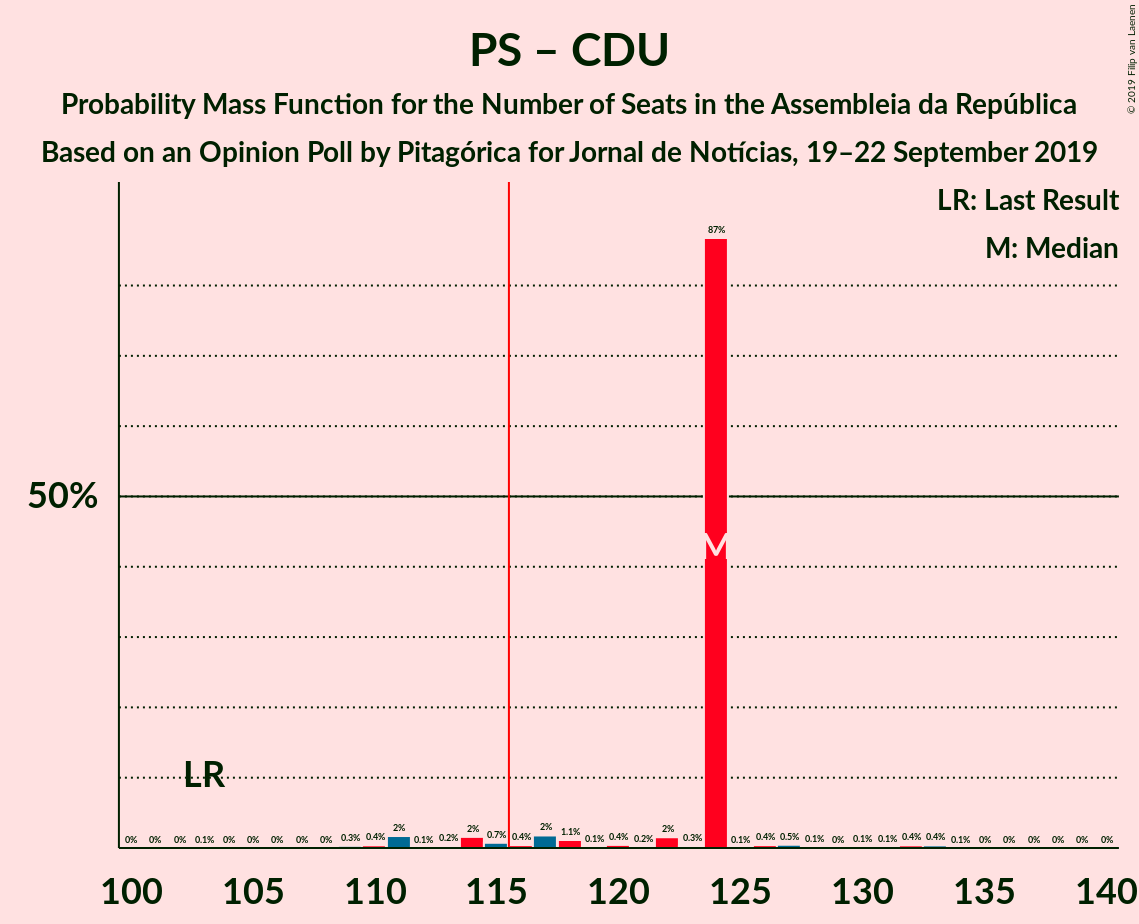 PS – CDU
Probability Mass Function for the Number of Seats in the Assembleia da República
Based on an Opinion Poll by Pitagórica for Jornal de Notícias, 19–22 September 2019
© 2019 Filip van Laenen
LR: Last Result
M: Median
87%
50%
M
LR
0% 0% 0% 0.1% 0% 0% 0% 0% 0% 0.3% 0.4% 2% 0.1% 0.2% 2% 0.7% 0.4% 2% 1.1% 0.1% 0.4% 0.2% 2% 0.3% 0.1% 0.4% 0.5% 0.1% 0% 0.1% 0.1% 0.4% 0.4% 0.1% 0% 0% 0% 0% 0% 0%
100 105 110 115 120 125 130 135 140